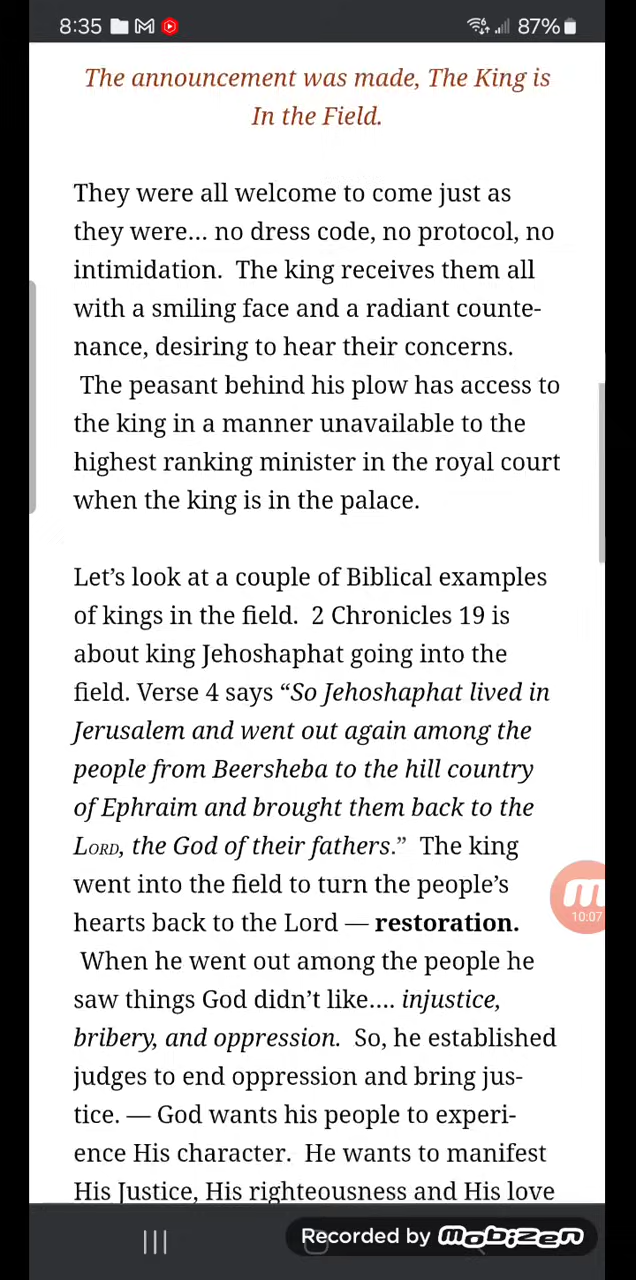 8:35 87%
The announcement was made, The King is
In the Field.
They were all welcome to come just as
they were… no dress code, no protocol, no
intimidation.  The king receives them all
with a smiling face and a radiant counte-
nance, desiring to hear their concerns.
The peasant behind his plow has access to
the king in a manner unavailable to the
highest ranking minister in the royal court
when the king is in the palace.
Let’s look at a couple of Biblical examples
of kings in the field.  2 Chronicles 19 is
about king Jehoshaphat going into the
field. Verse 4 says “So Jehoshaphat lived in
Jerusalem and went out again among the
people from Beersheba to the hill country
of Ephraim and brought them back to the
LORD, the God of their fathers.”  The king
went into the field to turn the people’s
hearts back to the Lord — restoration.
When he went out among the people he
saw things God didn’t like…. injustice,
bribery, and oppression.  So, he established
judges to end oppression and bring jus-
tice. — God wants his people to experi-
ence His character.  He wants to manifest
His Justice, His righteousness and His love
10:07
Recorded by mobizen